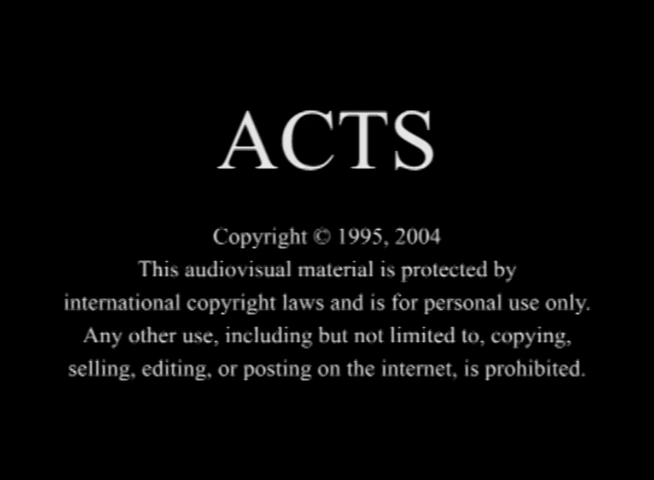 ACTS
Copyright © 1995, 2004
This audiovisual material is protected by
international copyright laws and is for personal use only.
Any other use, including but not limited to, copying,
selling, editing, or posting on the internet, is prohibited.